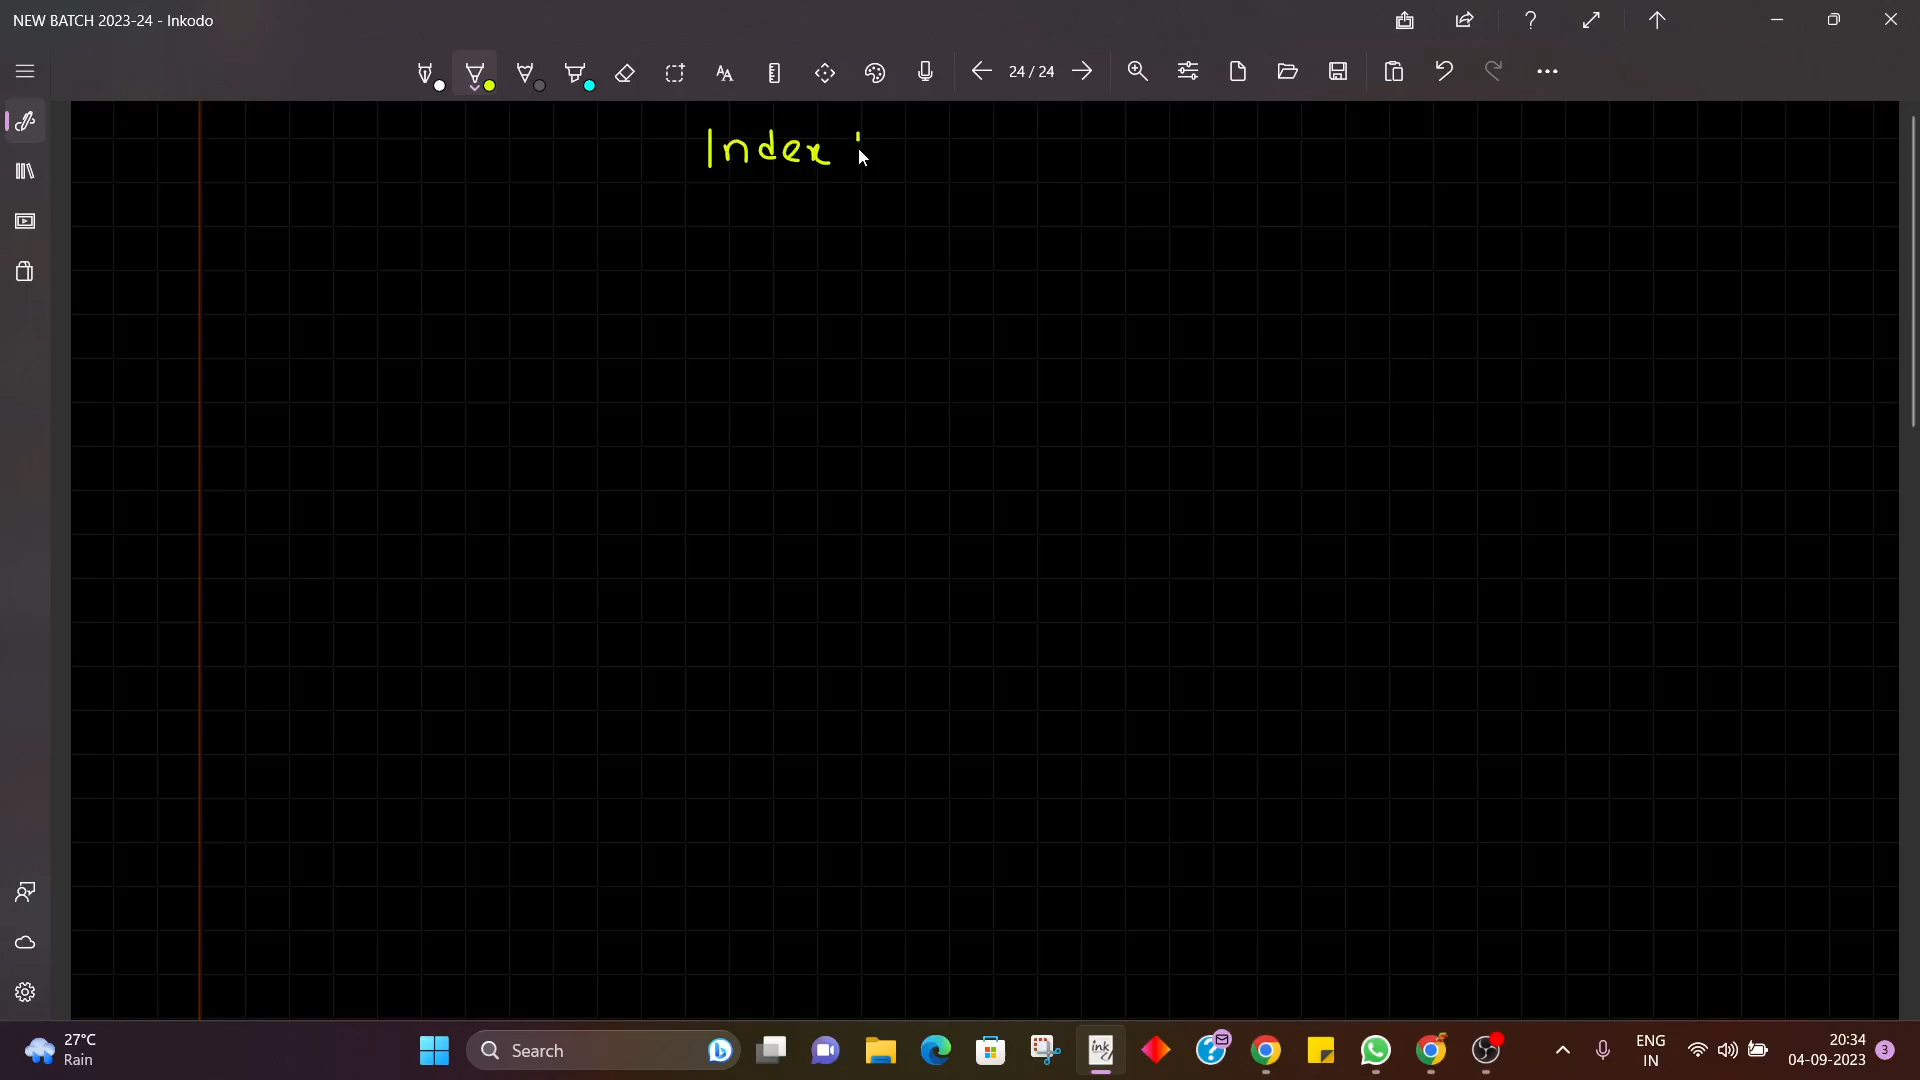 NEW BATCH 2023-24 - Inkodo
24 / 24
Index
27°C
Rain
Search
ink
ENG
IN
20:34
04-09-2023
3